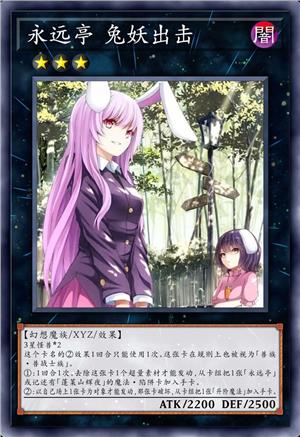 永远亭 兔妖出击
闇
【幻想魔族/XYZ/效果】
3星怪兽*2
这个卡名的②效果1回合只能使用1次。这张卡在规则上也被视为「兽族・兽战士族」。
①:1回合1次,去除这张卡1个超量素材才能发动。从卡组把1张「永远亭」或记述有「蓬莱山辉夜」的魔法・陷阱卡加入手卡。
②:以自己场上1张卡为对象才能发动。那张卡破坏,从卡组把1张「升阶魔法」加入手卡。
ATK/2200 DEF/2500